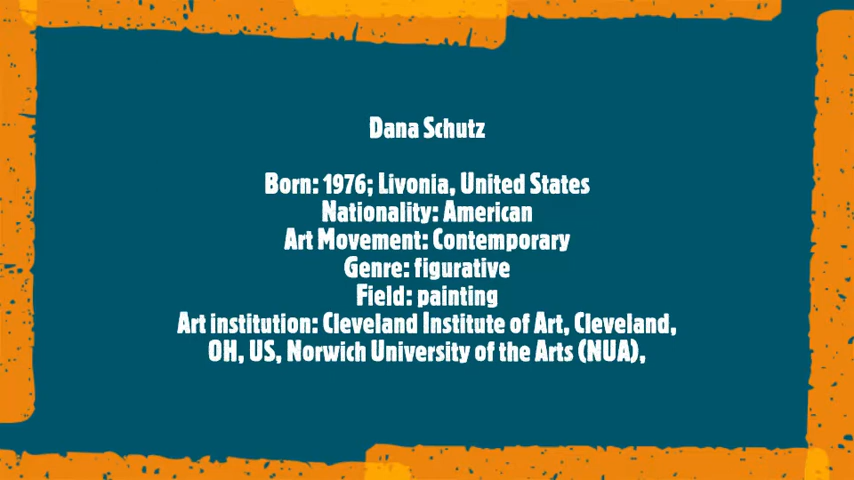 Dana Schutz
Born: 1976; Livonia, United States
Nationality: American
Art Movement: Contemporary
Genre: figurative
Field: painting
Art institution: Cleveland Institute of Art, Cleveland,
OH, US, Norwich University of the Arts (NUA),